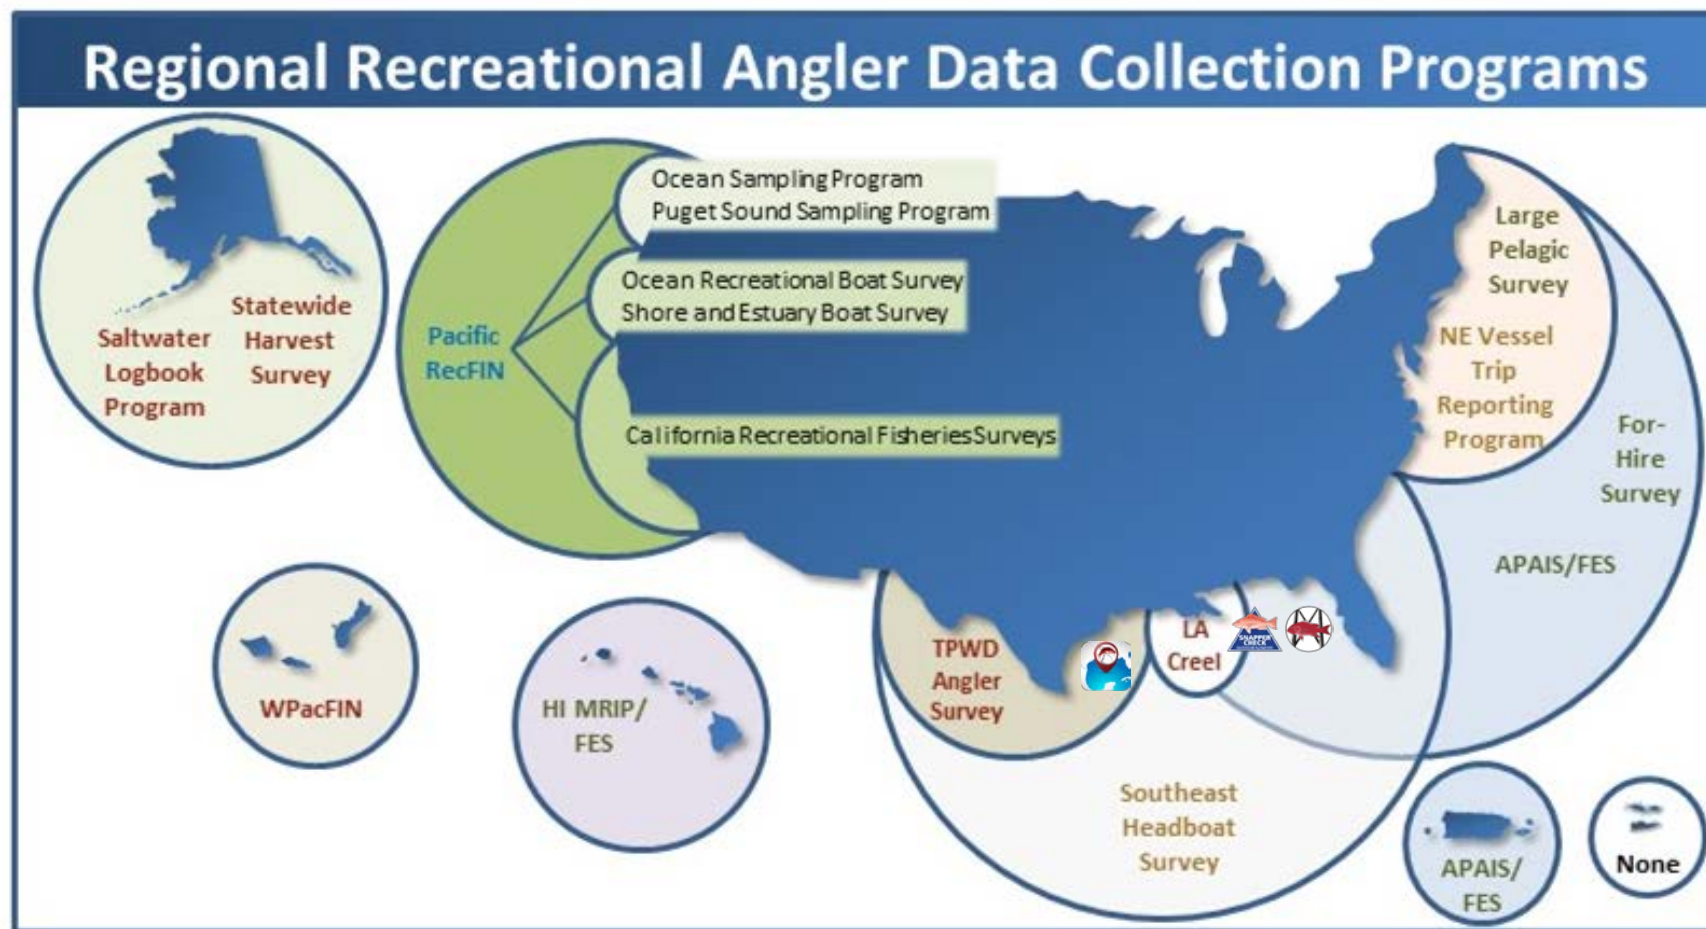 Regional Recreational Angler Data Collection Programs
Ocean Sampling Program
Puget Sound Sampling Program
Ocean Recreational Boat Survey
Shore and Estuary Boat Survey
California Recreational Fisheries Surveys
Pacific
RecFIN
Statewide
Harvest
Survey
Saltwater
Logbook
Program
Large
Pelagic
Survey
NE Vessel
Trip
Reporting
Program
For-
Hire
Survey
APAIS/FES
WPacFIN
HI MRIP/
FES
TPWD
Angler
Survey
LA
Creel
SNAPPER
CHECK
Southeast
Headboat
Survey
APAIS/
FES
None